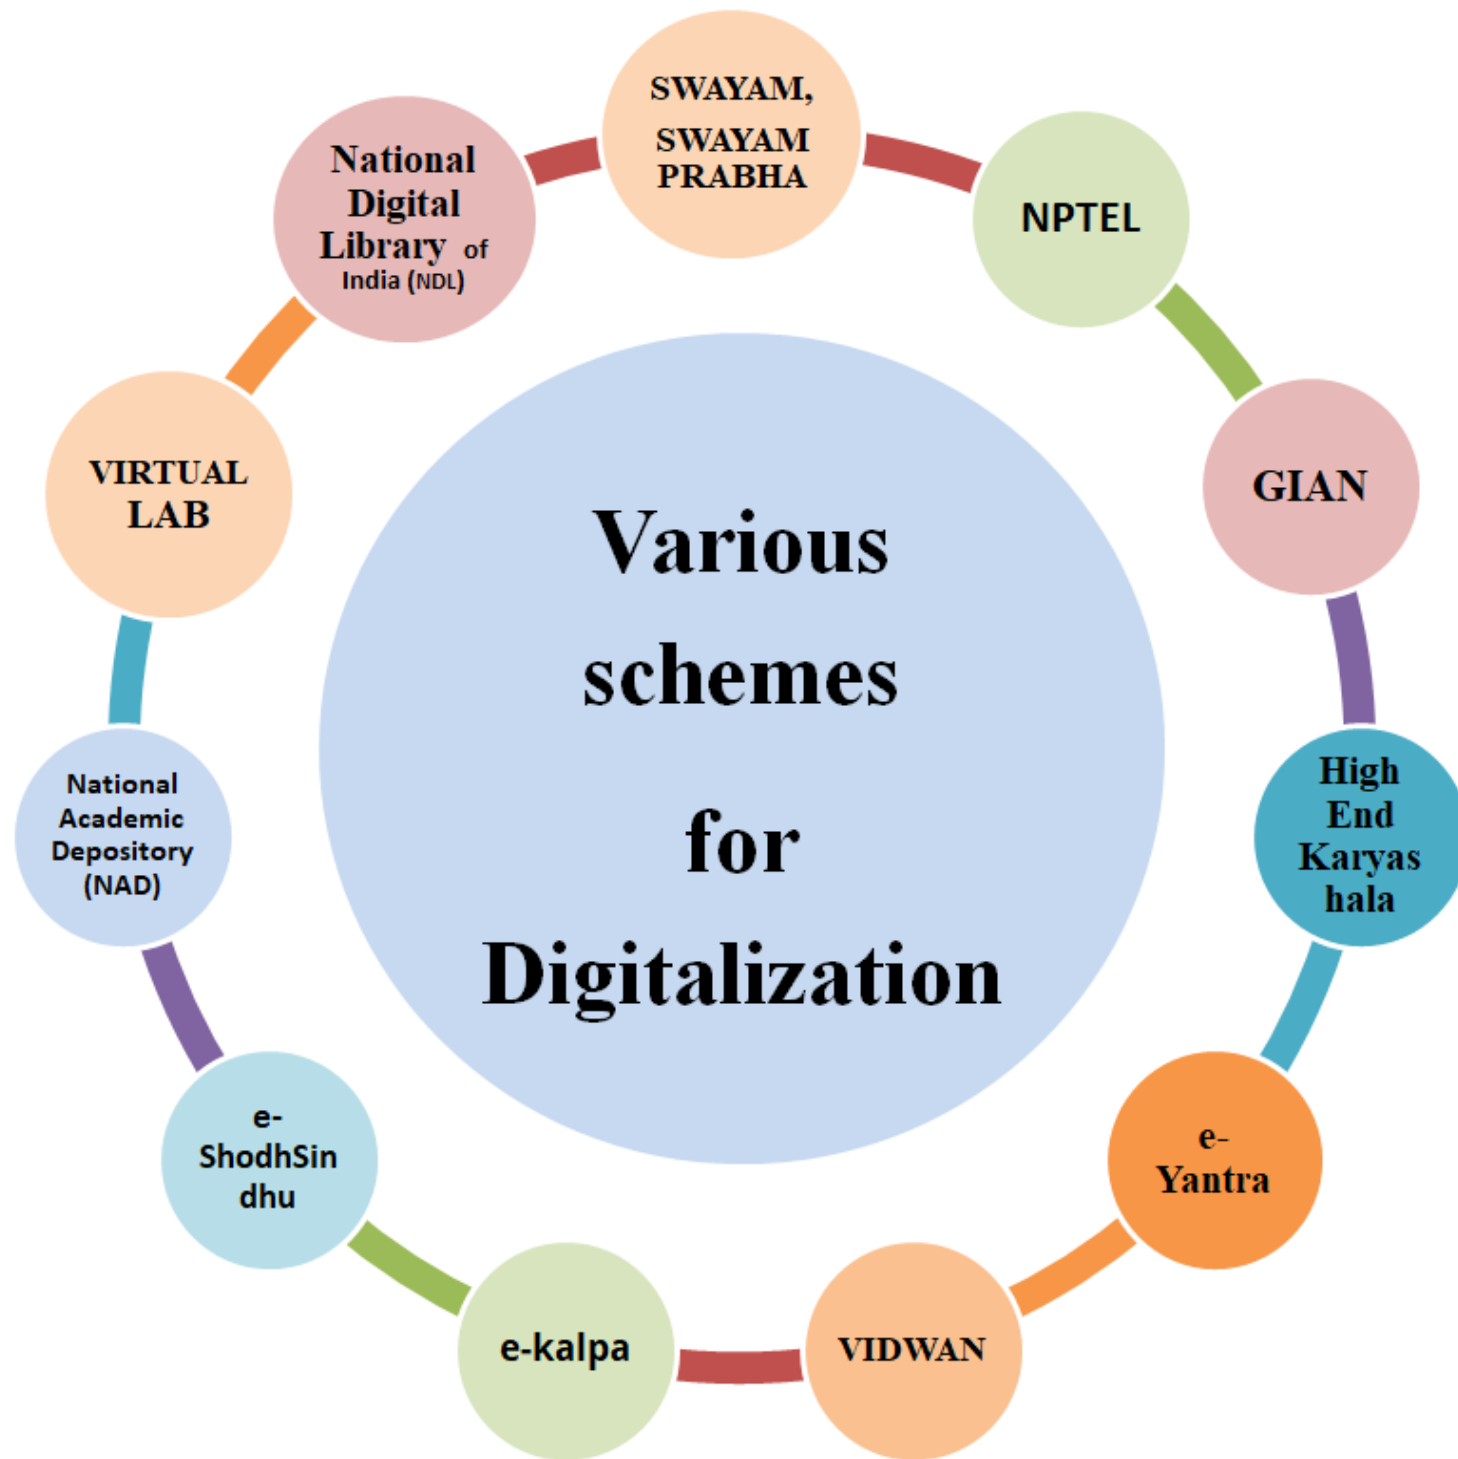 SWAYAM,
SWAYAM
PRABHA
NPTEL
GIAN
High
End
Karyas
hala
e-
Yantra
VIDWAN
e-kalpa
e-
ShodhSin
dhu
National
Academic
Depository
(NAD)
VIRTUAL
LAB
National
Digital
Library of
India (NDL)
Various
schemes
for
Digitalization